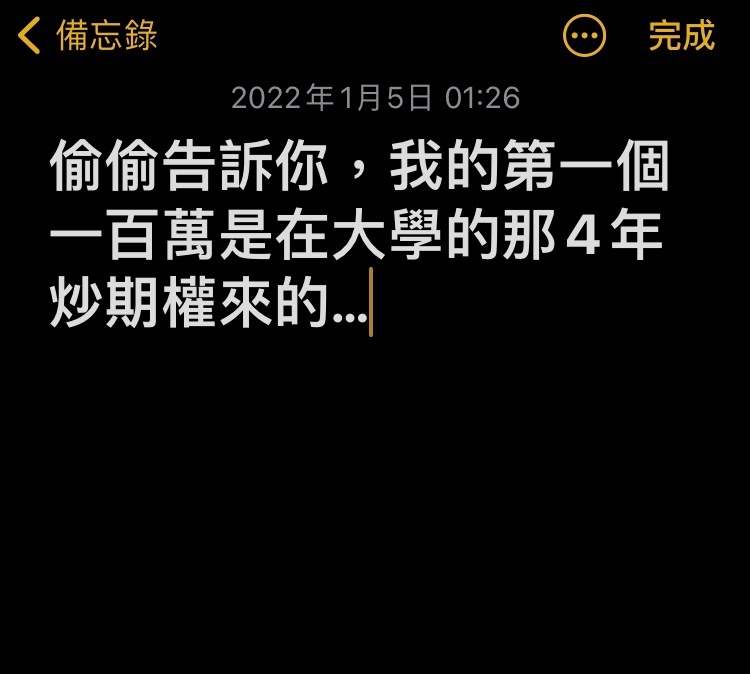 備忘錄
完成
2022年1月5日 01:26
偷偷告訴你，我的第一個
一百萬是在大學的那4年
炒期權來的...